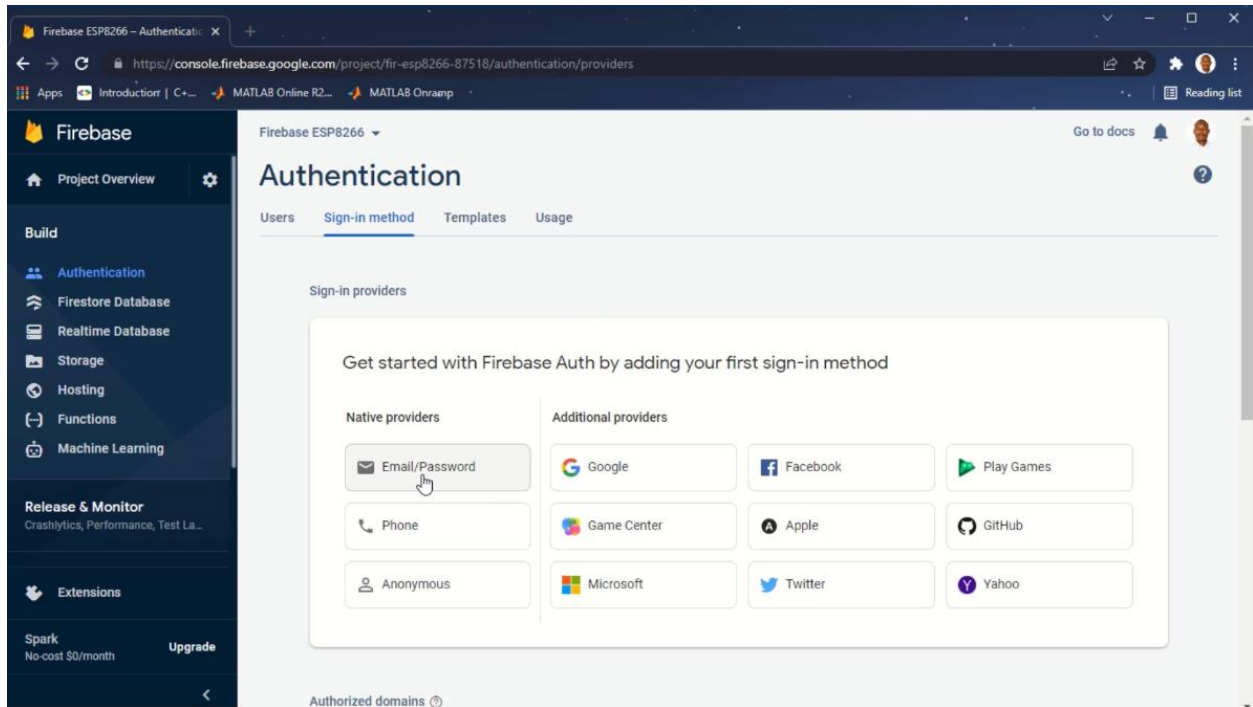 Firebase ESP8266 – Authenticatic
https://console.firebase.google.com/project/fir-esp8266-87518/authentication/providers
Apps Introduction | C+... MATLAB Online R2... MATLAB Onramp Reading list
Firebase
Firebase ESP8266
Go to docs
Project Overview
Authentication
Users Sign-in method Templates Usage
Build
Authentication
Firestore Database
Realtime Database
Storage
Hosting
Functions
Machine Learning
Release & Monitor
Crashlytics, Performance, Test La...
Extensions
Spark
No-cost $0/month
Upgrade
Sign-in providers
Get started with Firebase Auth by adding your first sign-in method
Native providers Additional providers
Email/Password Google Facebook Play Games
Phone Game Center Apple GitHub
Anonymous Microsoft Twitter Yahoo
Authorized domains